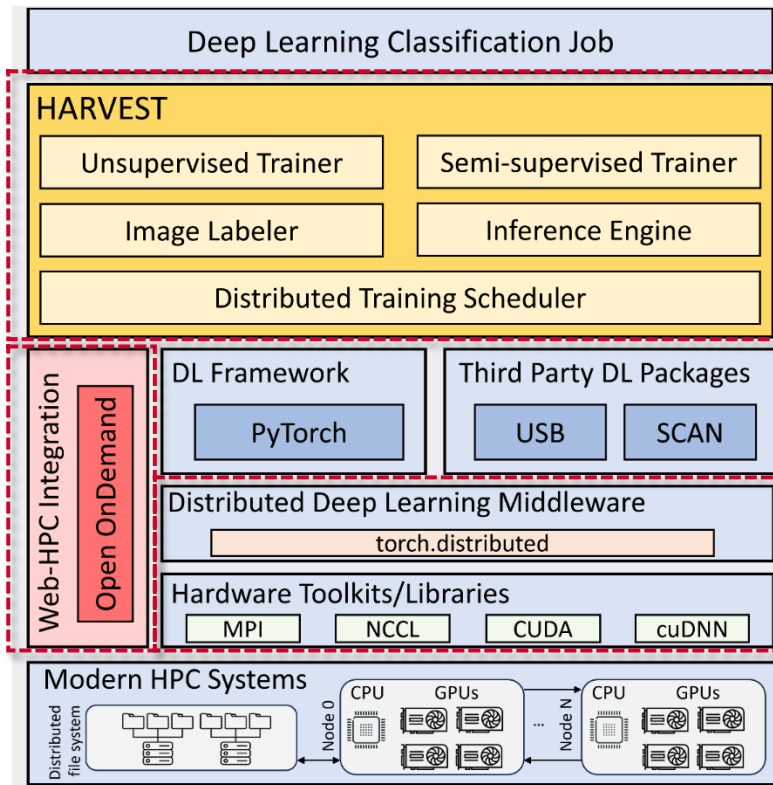 Deep Learning Classification Job
HARVEST
Unsupervised Trainer
Semi-supervised Trainer
Image Labeler
Inference Engine
Distributed Training Scheduler
Web-HPC Integration
Open OnDemand
DL Framework
PyTorch
Third Party DL Packages
USB
SCAN
Distributed Deep Learning Middleware
torch.distributed
Hardware Toolkits/Libraries
MPI
NCCL
CUDA
cuDNN
Modern HPC Systems
Distributed
file system
Node 0
CPU
GPUs
...
Node N
CPU
GPUs